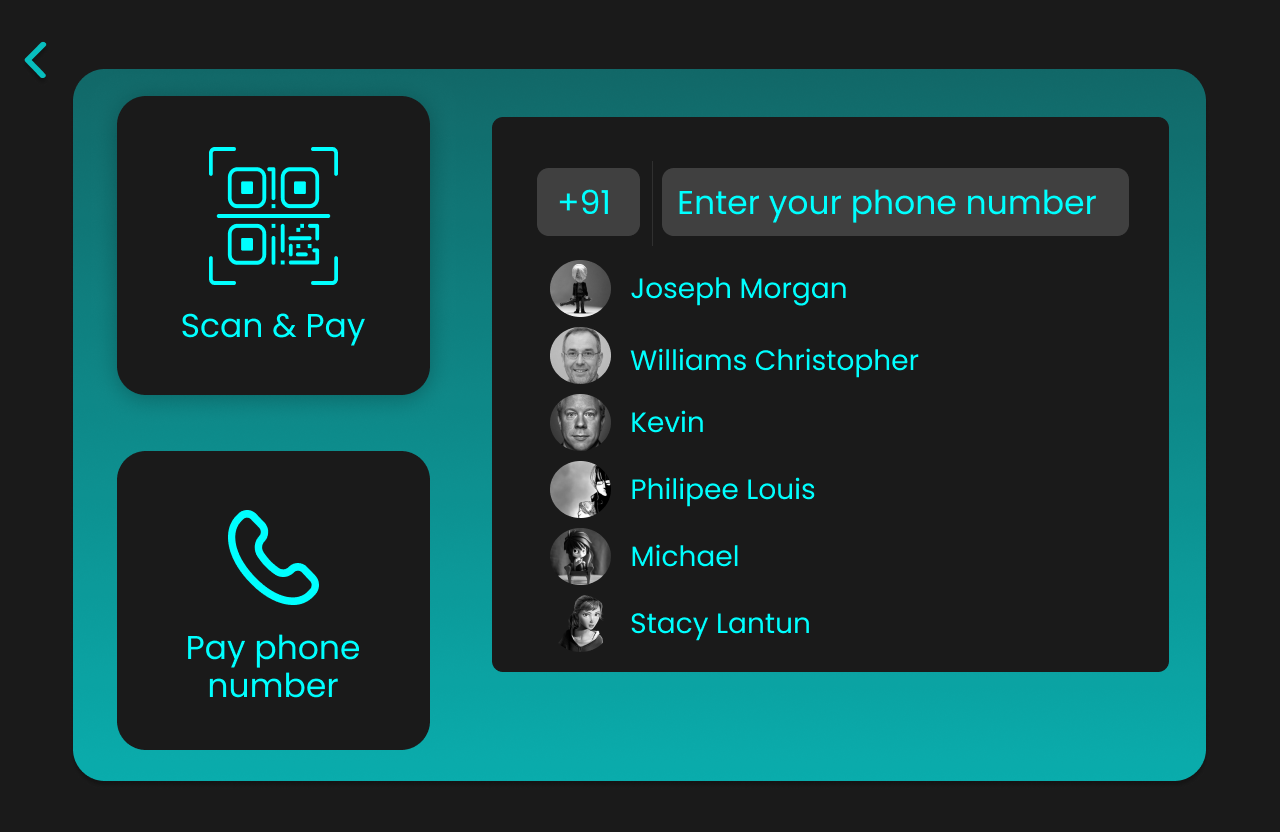 Scan & Pay
Pay phone
number
+91
Enter your phone number
Joseph Morgan
Williams Christopher
Kevin
Philipee Louis
Michael
Stacy Lantun